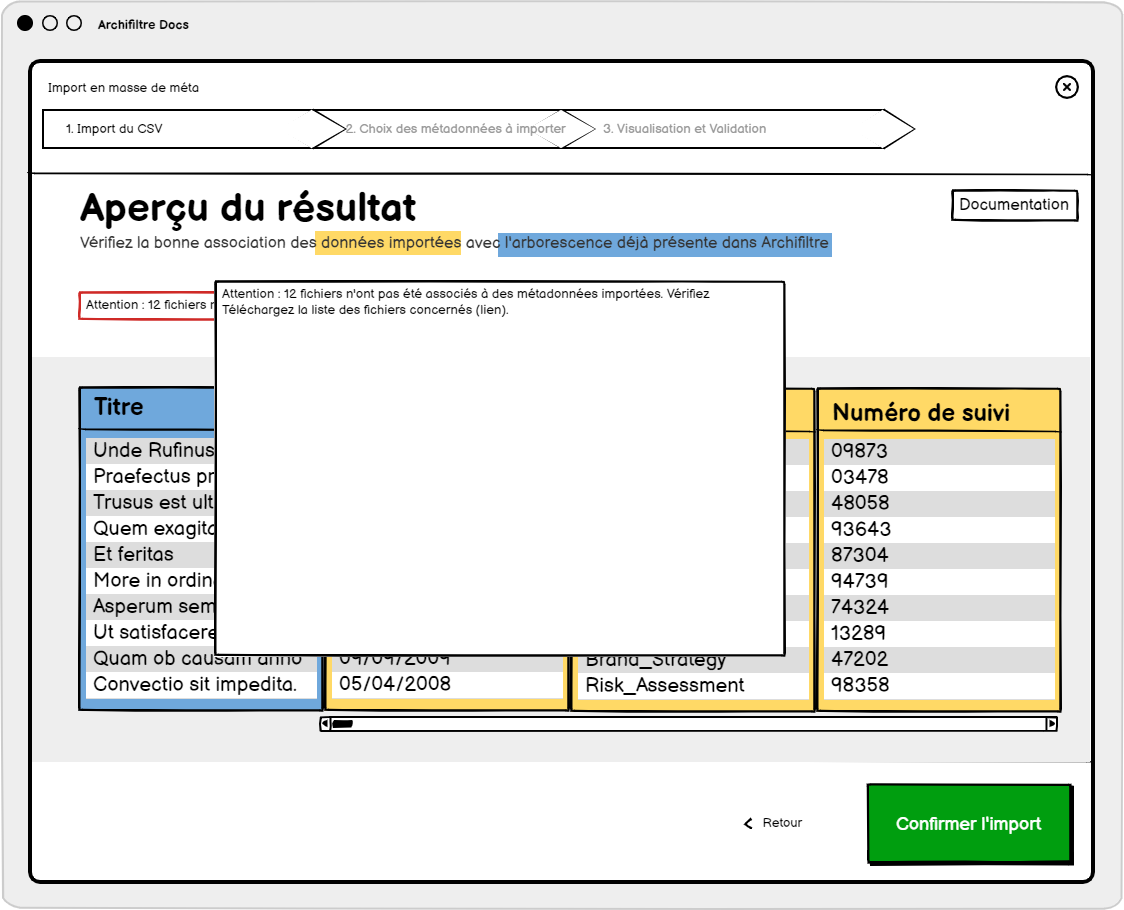 Archifiltre Docs
Import en masse de méta
1. Import du CSV
2. Choix des métadonnées à importer
3. Visualisation et Validation
Aperçu du résultat
Documentation
Vérifiez la bonne association des données importées avec l'arborescence déjà présente dans Archifiltre
Attention : 12 fichiers
Attention : 12 fichiers n'ont pas été associés à des métadonnées importées. Vérifiez
Téléchargez la liste des fichiers concernés (lien).
Titre
Numéro de suivi
Unde Rufinus
09873
Praefectus pr
03478
Trusus est ult
48058
Quem exagita
93643
Et feritas
87304
More in ordin
94739
Asperum sem
74324
Ut satisfacere
13289
Quam ob causam anno
09/09/2009
Brand_Strategy
47202
Convectio sit impedita.
05/04/2008
Risk_Assessment
98358
Retour
Confirmer l'import